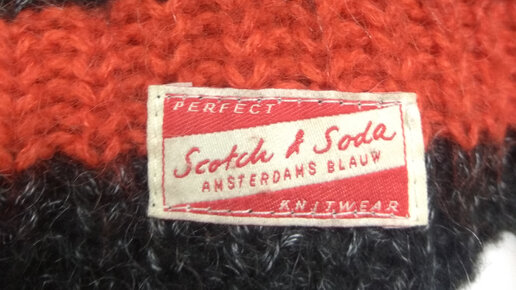 PERFECT
Scotch & Soda
AMSTERDAMS BLAUW
KNITWEAR